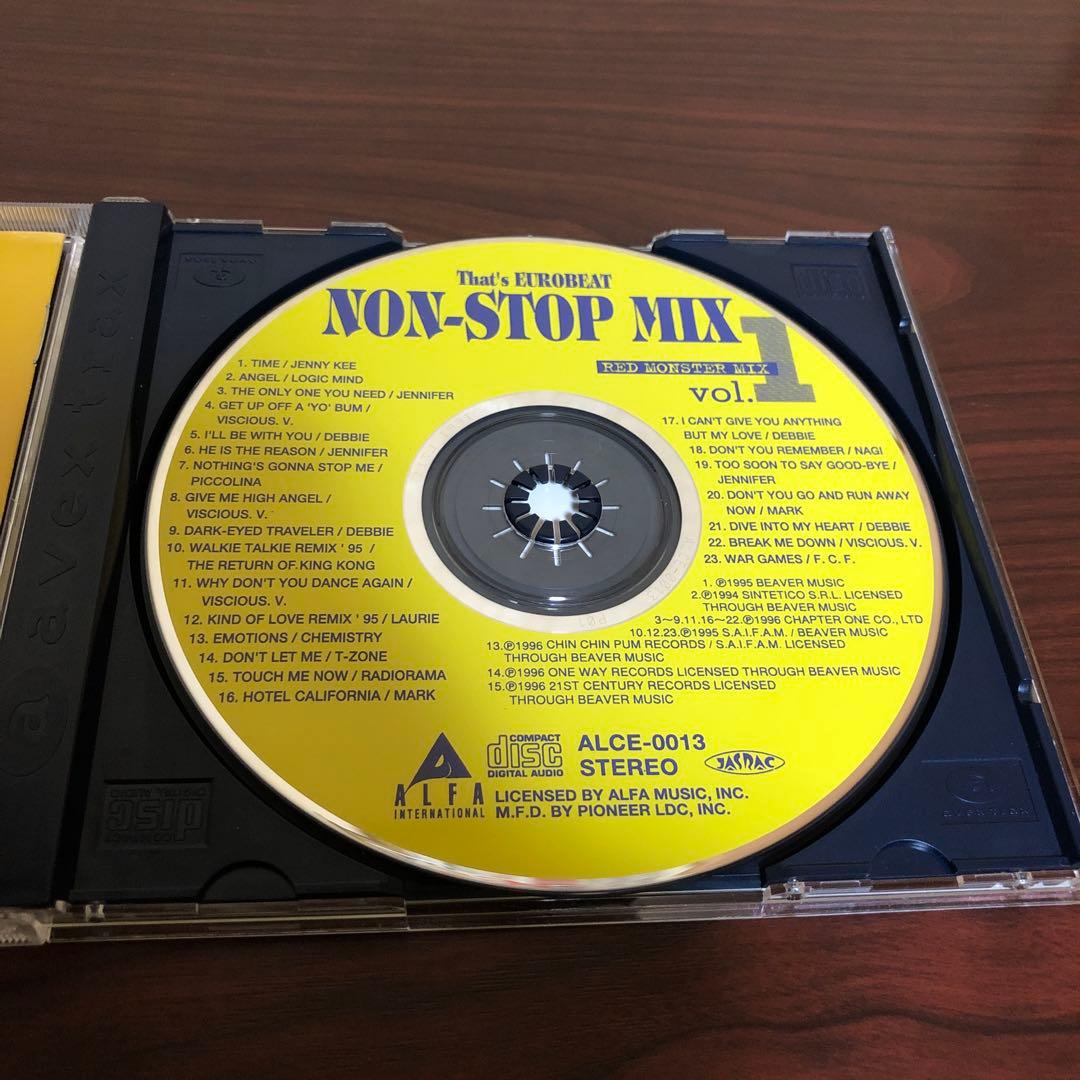 That's EUROBEAT
NON-STOP MIX
RED MONSTER MIX
vol. 1
1. TIME / JENNY KEE
2. ANGEL / LOGIC MIND
3. THE ONLY ONE YOU NEED / JENNIFER
4. GET UP OFF A 'YO' BUM /
VISCIOUS. V.
5. I'LL BE WITH YOU / DEBBIE
6. HE IS THE REASON / JENNIFER
7. NOTHING'S GONNA STOP ME /
PICCOLINA
8. GIVE ME HIGH ANGEL /
VISCIOUS. V.
9. DARK-EYED TRAVELER / DEBBIE
10. WALKIE TALKIE REMIX ' 95 /
THE RETURN OF.KING KONG
11. WHY DON'T YOU DANCE AGAIN /
VISCIOUS. V.
12. KIND OF LOVE REMIX ' 95 / LAURIE
13. EMOTIONS / CHEMISTRY
14. DON'T LET ME / T-ZONE
15. TOUCH ME NOW / RADIORAMA
16. HOTEL CALIFORNIA / MARK
17. I CAN'T GIVE YOU ANYTHING
BUT MY LOVE / DEBBIE
18. DON'T YOU REMEMBER / NAGI
19. TOO SOON TO SAY GOOD-BYE /
JENNIFER
20. DON'T YOU GO AND RUN AWAY
NOW / MARK
21. DIVE INTO MY HEART / DEBBIE
22. BREAK ME DOWN / VISCIOUS. V.
23. WAR GAMES / F. C. F.
1. ℗1995 BEAVER MUSIC
2.℗1994 SINTETICO S.R.L. LICENSED
THROUGH BEAVER MUSIC
3～9.11.16～22.℗1996 CHAPTER ONE CO., LTD
10.12.23.℗1995 S.A.I.F.A.M. / BEAVER MUSIC
13.℗1996 CHIN CHIN PUM RECORDS / S.A.I.F.A.M. LICENSED
THROUGH BEAVER MUSIC
14.℗1996 ONE WAY RECORDS LICENSED THROUGH BEAVER MUSIC
15.℗1996 21ST CENTURY RECORDS LICENSED
THROUGH BEAVER MUSIC
ALFA
INTERNATIONAL
COMPACT
disc
DIGITAL AUDIO
ALCE-0013
STEREO
JASRAC
LICENSED BY ALFA MUSIC, INC.
M.F.D. BY PIONEER LDC, INC.
a avex trax
COMPACT
disc
DIGITAL AUDIO